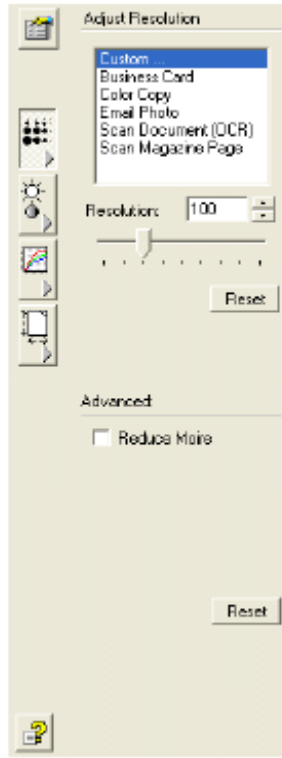 Adjust Resolution
Custom ...
Business Card
Color Copy
Email Photo
Scan Document (OCR)
Scan Magazine Page
Resolution: 100
Reset
Advanced
Reduce Moire
Reset